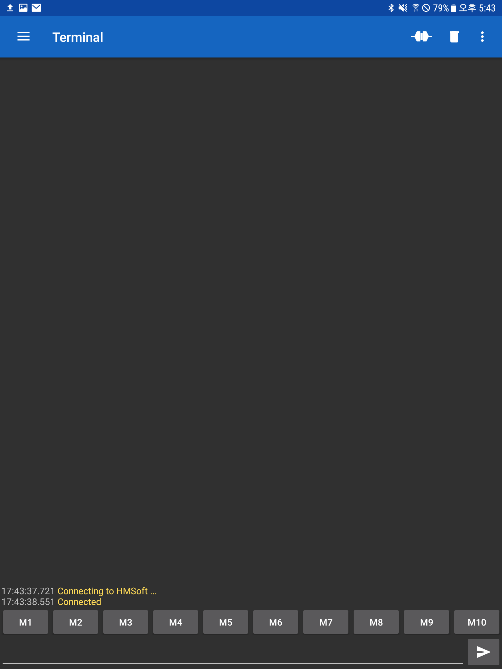 79% 오후 5:43
Terminal
17:43:37.721 Connecting to HMSoft ...
17:43:38.551 Connected
M1 M2 M3 M4 M5 M6 M7 M8 M9 M10